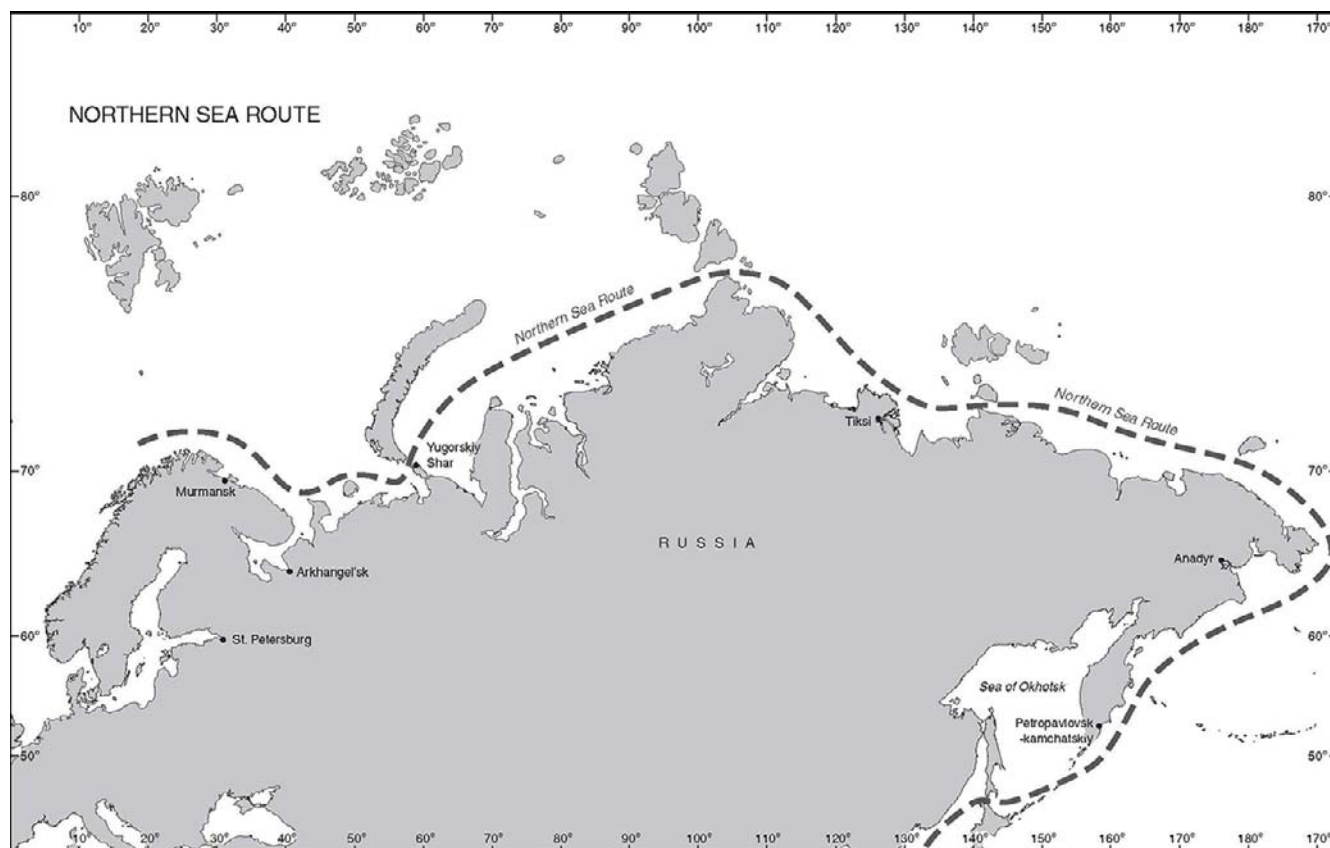 10° 20° 30° 40° 50° 60° 70° 80° 90° 100° 110° 120° 130° 140° 150° 160° 170° 180° 170°
NORTHERN SEA ROUTE
80° 80°
Northern Sea Route
Northern Sea Route
Tiksi
Yugorskiy
Shar
70° 70°
Murmansk
RUSSIA
Anadyr
Arkhangel'sk
60° 60°
St. Petersburg
Sea of Okhotsk
Petropavlovsk
-kamchatskiy
50° 50°
10° 20° 30° 40° 50° 60° 70° 80° 90° 100° 110° 120° 130° 140° 150° 160° 170° 180° 170°